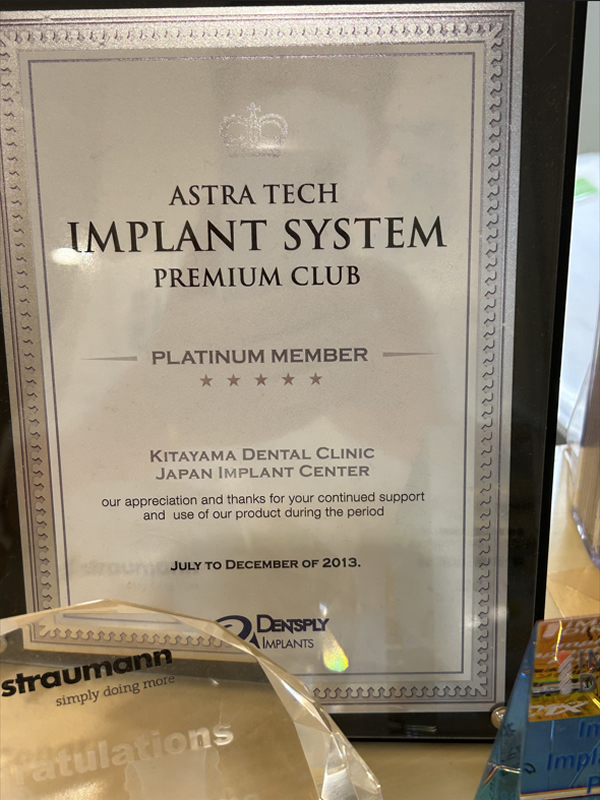 ASTRA TECH
IMPLANT SYSTEM
PREMIUM CLUB
PLATINUM MEMBER
KITAYAMA DENTAL CLINIC
JAPAN IMPLANT CENTER
our appreciation and thanks for your continued support
and use of our product during the period
JULY TO DECEMBER OF 2013.
DENTSPLY
IMPLANTS
straumann
simply doing more
ratulations
Impla